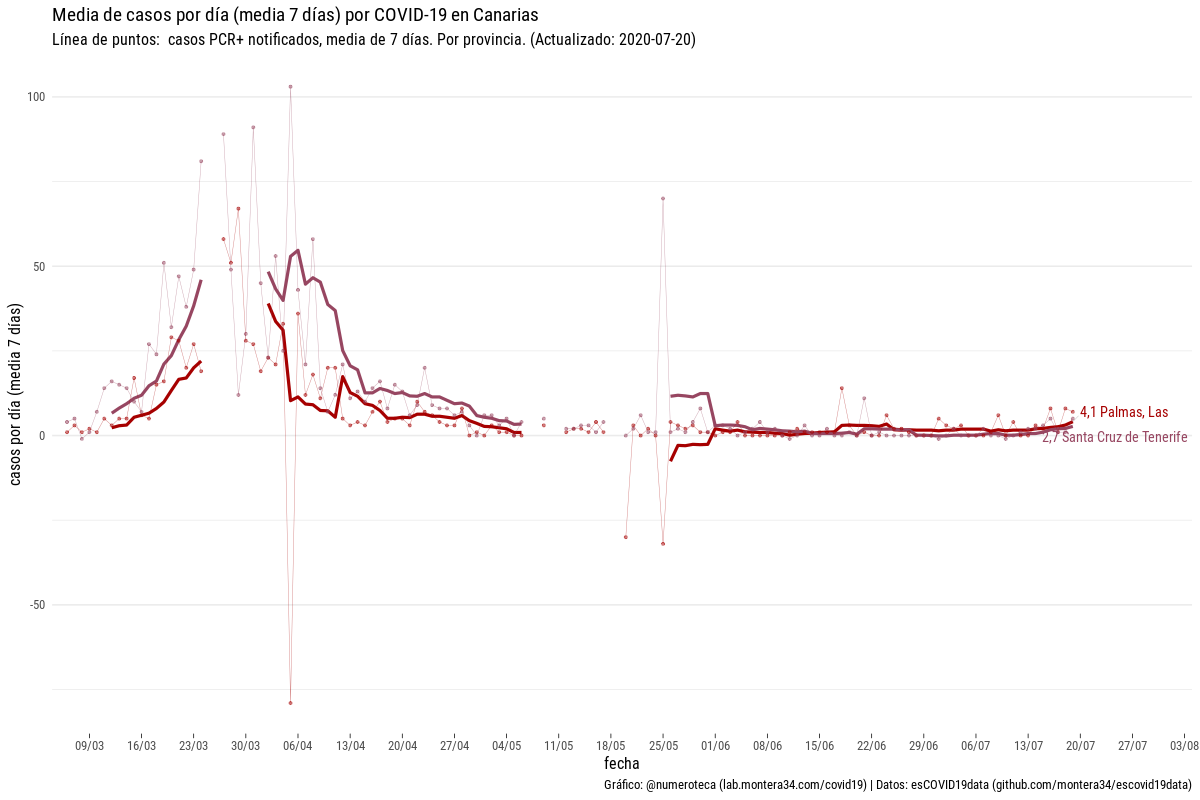 Media de casos por día (media 7 días) por COVID-19 en Canarias
Línea de puntos:  casos PCR+ notificados, media de 7 días. Por provincia. (Actualizado: 2020-07-20)
casos por día (media 7 días)
100
50
0
-50
4,1 Palmas, Las
2,7 Santa Cruz de Tenerife
09/03 16/03 23/03 30/03 06/04 13/04 20/04 27/04 04/05 11/05 18/05 25/05 01/06 08/06 15/06 22/06 29/06 06/07 13/07 20/07 27/07 03/08
fecha
Gráfico: @numeroteca (lab.montera34.com/covid19) | Datos: esCOVID19data (github.com/montera34/escovid19data)